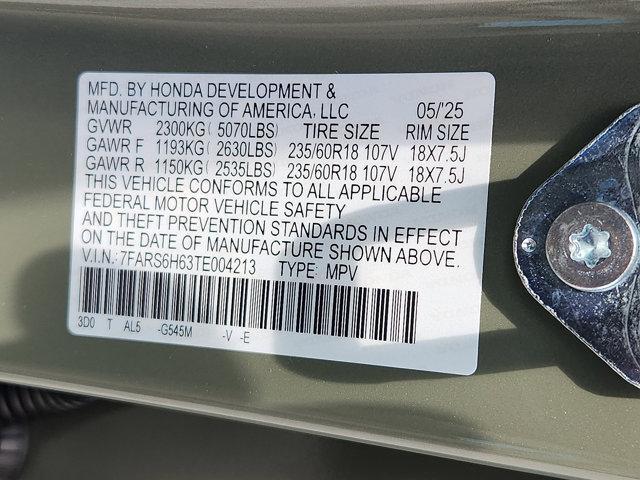 MFD. BY HONDA DEVELOPMENT &
MANUFACTURING OF AMERICA, LLC 05/'25
GVWR 2300KG( 5070LBS) TIRE SIZE RIM SIZE
GAWR F 1193KG( 2630LBS) 235/60R18 107V 18X7.5J
GAWR R 1150KG( 2535LBS) 235/60R18 107V 18X7.5J
THIS VEHICLE CONFORMS TO ALL APPLICABLE
FEDERAL MOTOR VEHICLE SAFETY
AND THEFT PREVENTION STANDARDS IN EFFECT
ON THE DATE OF MANUFACTURE SHOWN ABOVE.
V.I.N.: 7FARS6H63TE004213 TYPE: MPV
3D0 T AL5 -G545M -V -E